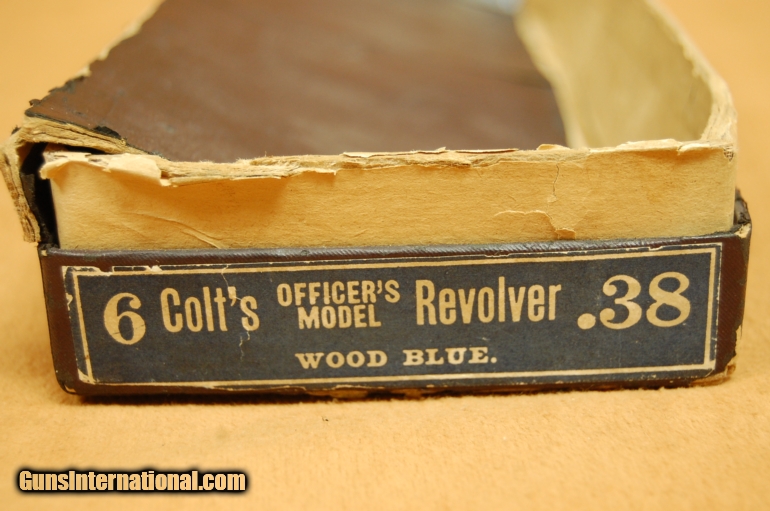 6 Colt's OFFICER'S MODEL Revolver .38
WOOD BLUE.
GunsInternational.com